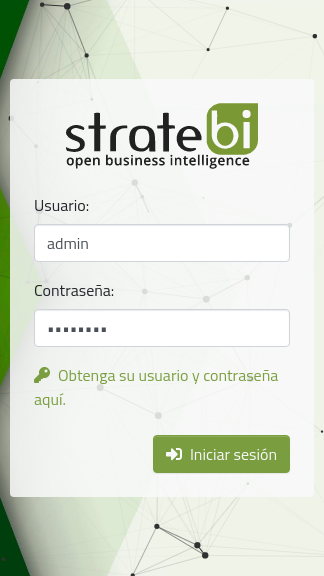 stratebi
open business intelligence
Usuario:
admin
Contraseña:
••••••••
Obtenga su usuario y contraseña
aquí.
Iniciar sesión